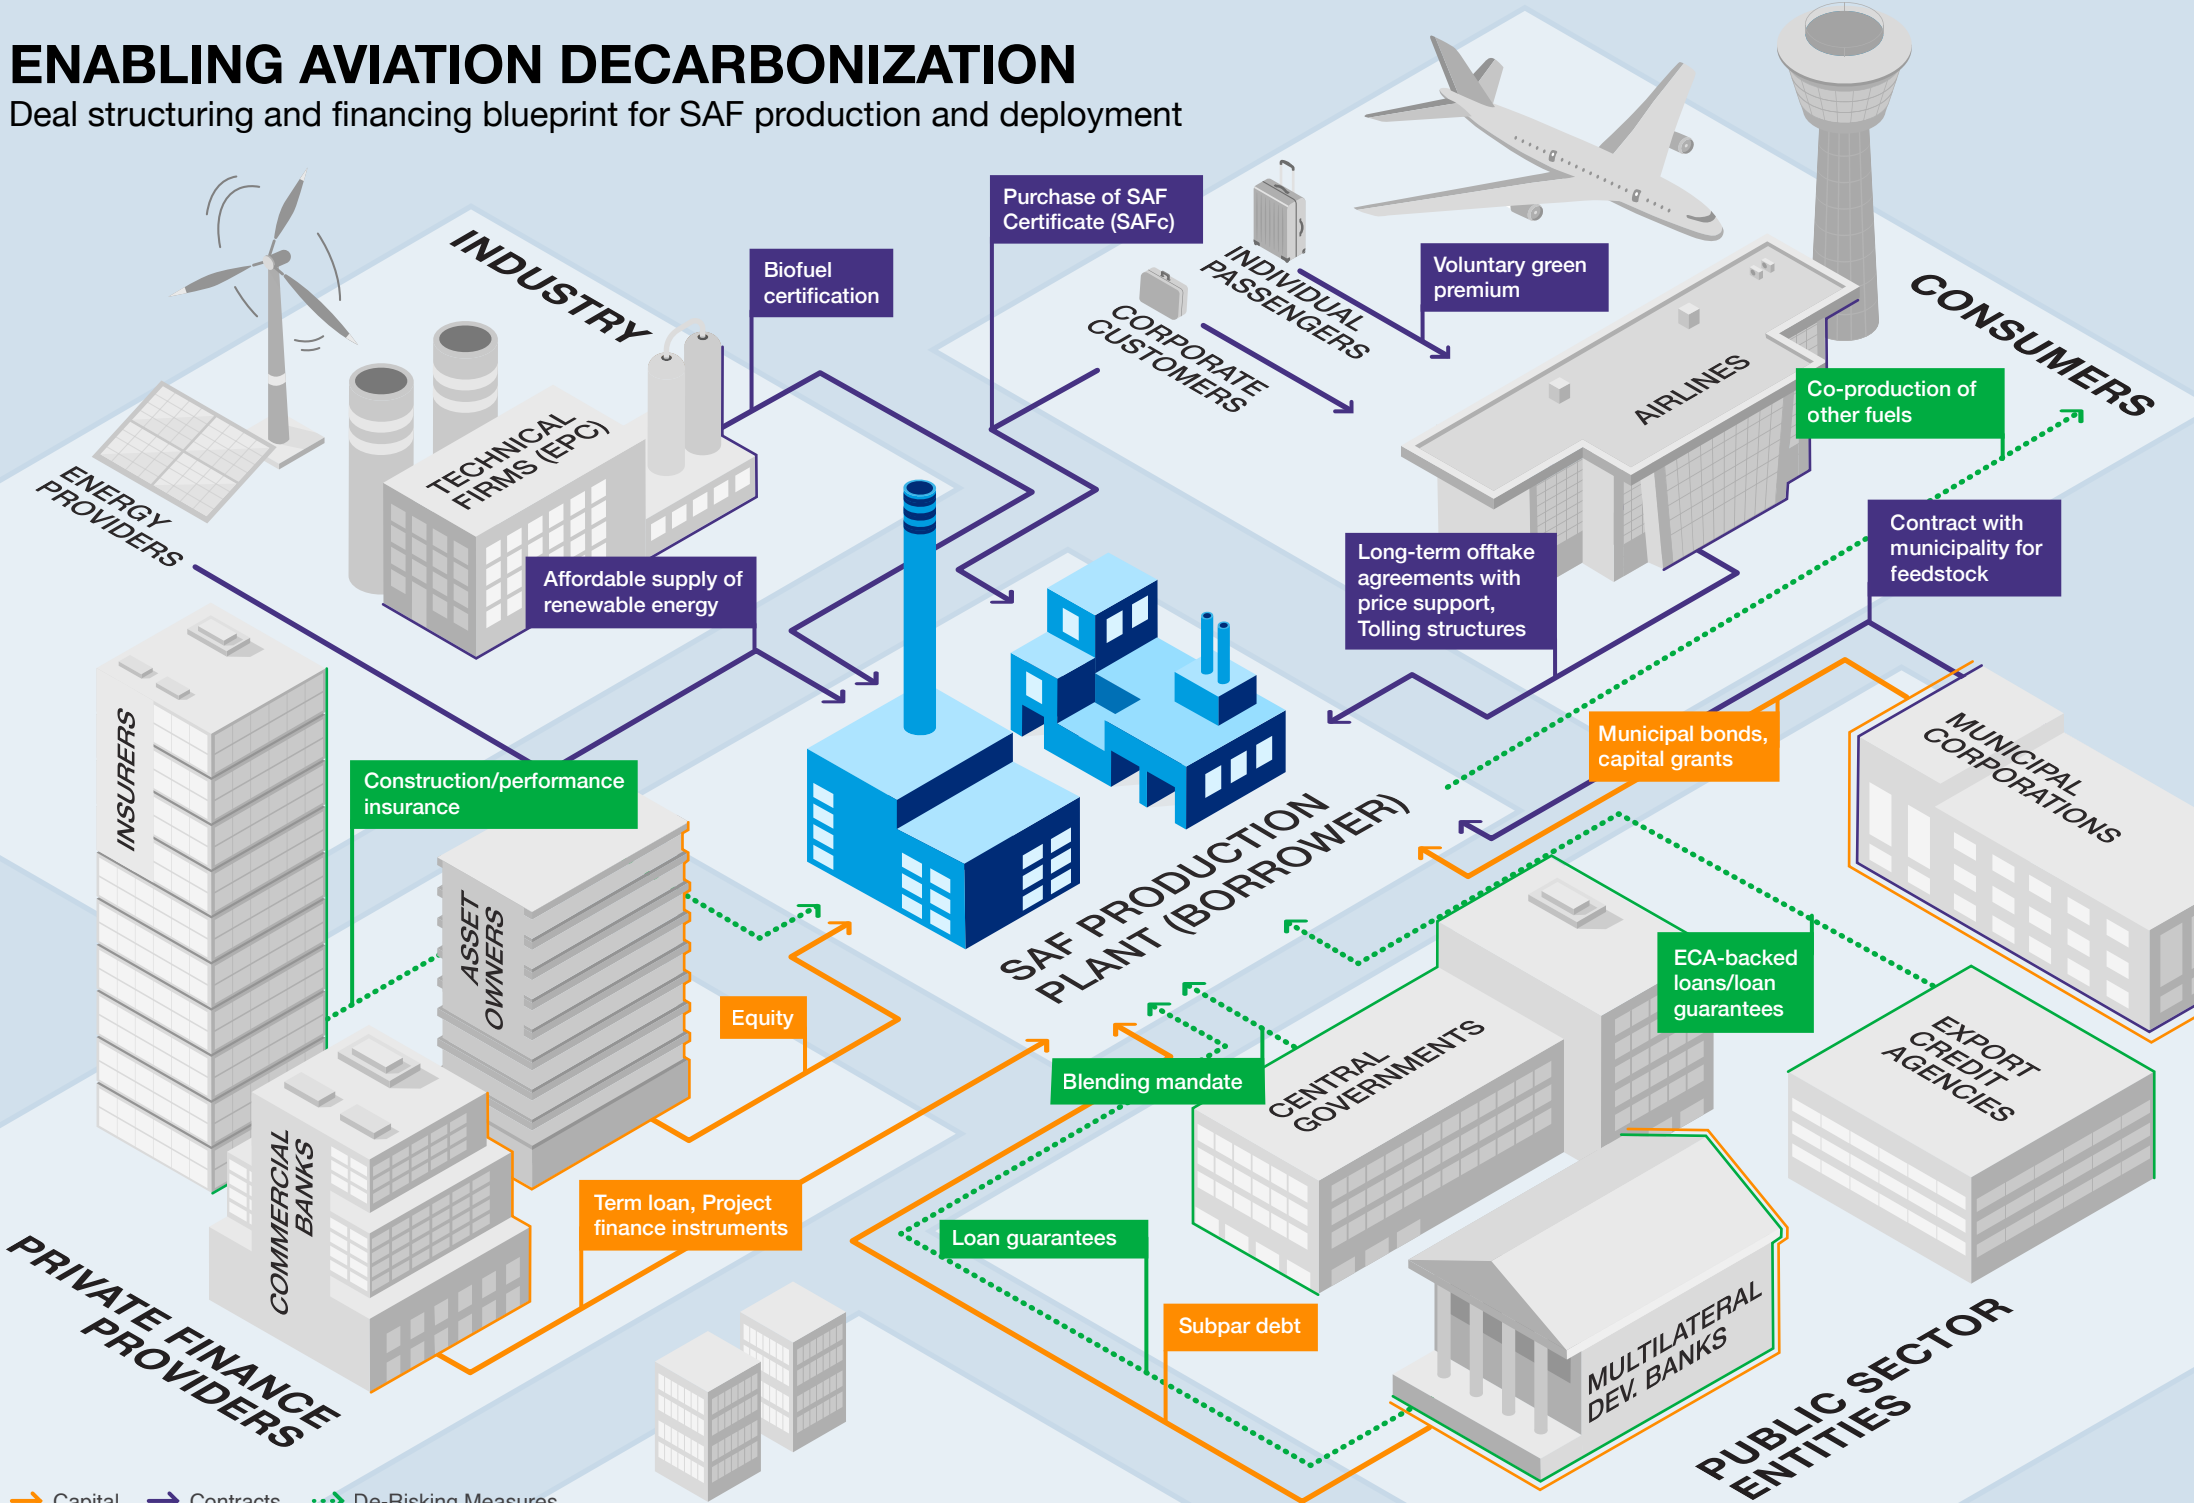 ENABLING AVIATION DECARBONIZATION
Deal structuring and financing blueprint for SAF production and deployment
INDUSTRY
Biofuel
certification
Purchase of SAF
Certificate (SAFc)
INDIVIDUAL
PASSENGERS
CORPORATE
CUSTOMERS
Voluntary green
premium
CONSUMERS
AIRLINES
Co-production of
other fuels
TECHNICAL
FIRMS (EPC)
ENERGY
PROVIDERS
Affordable supply of
renewable energy
Long-term offtake
agreements with
price support,
Tolling structures
Contract with
municipality for
feedstock
Municipal bonds,
capital grants
MUNICIPAL
CORPORATIONS
INSURERS
Construction/performance
insurance
ASSET
OWNERS
SAF PRODUCTION
PLANT (BORROWER)
ECA-backed
loans/loan
guarantees
Equity
Blending mandate
CENTRAL
GOVERNMENTS
EXPORT
CREDIT
AGENCIES
COMMERCIAL
BANKS
Term loan, Project
finance instruments
Loan guarantees
Subpar debt
MULTILATERAL
DEV. BANKS
PRIVATE FINANCE
PROVIDERS
PUBLIC SECTOR
ENTITIES
Capital
Contracts
De-Risking Measures